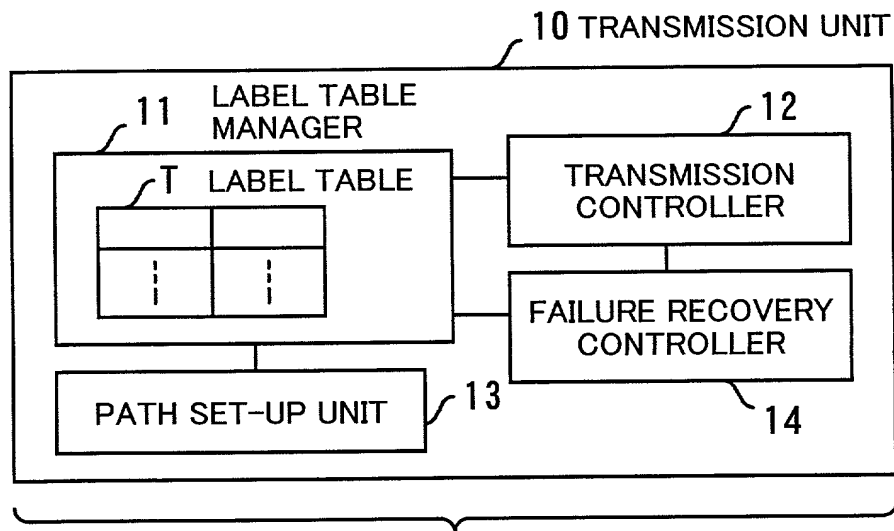 10 TRANSMISSION UNIT
11
LABEL TABLE
MANAGER
T LABEL TABLE
12
TRANSMISSION
CONTROLLER
FAILURE RECOVERY
CONTROLLER
14
PATH SET-UP UNIT
13